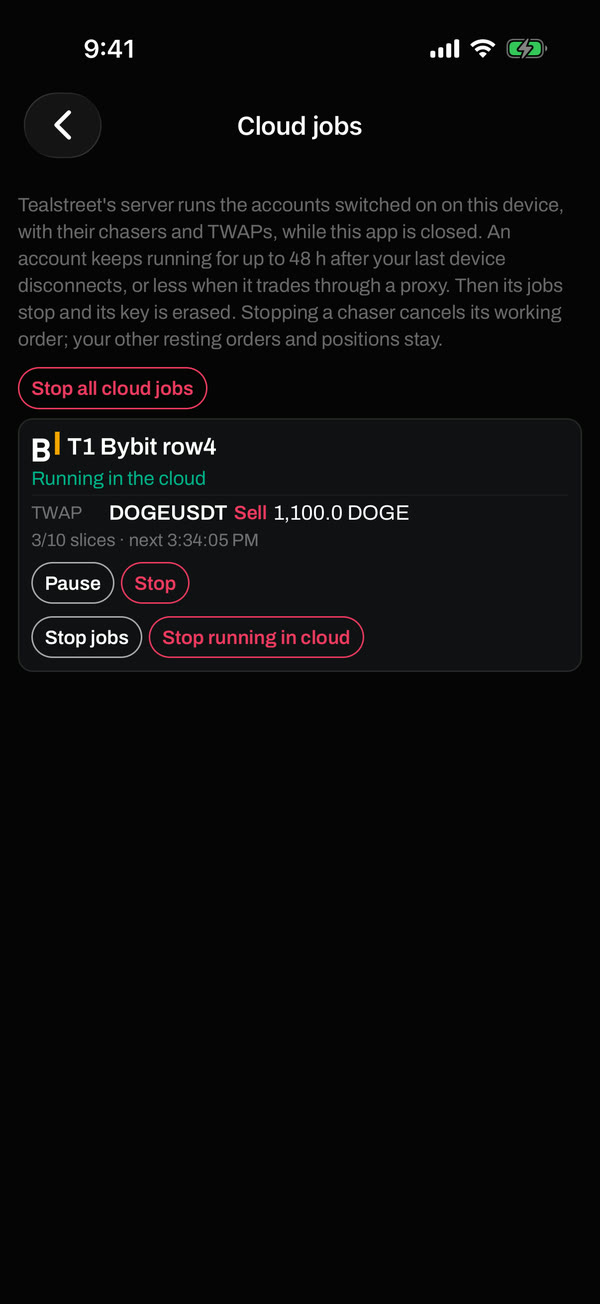 9:41
Cloud jobs
Tealstreet's server runs the accounts switched on on this device,
with their chasers and TWAPs, while this app is closed. An
account keeps running for up to 48 h after your last device
disconnects, or less when it trades through a proxy. Then its jobs
stop and its key is erased. Stopping a chaser cancels its working
order; your other resting orders and positions stay.
Stop all cloud jobs
T1 Bybit row4
Running in the cloud
TWAP DOGEUSDT Sell 1,100.0 DOGE
3/10 slices · next 3:34:05 PM
Pause Stop
Stop jobs Stop running in cloud